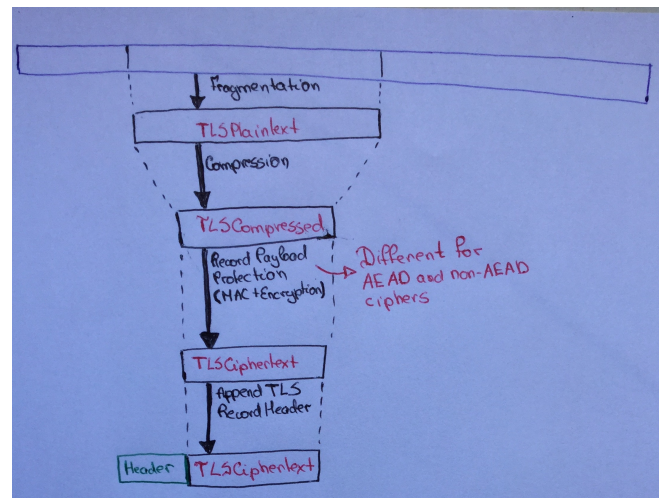 Fragmentation
TLSPlaintext
Compression
TLSCompressed
Record Payload
Protection
(MAC + Encryption)
Different for
AEAD and non-AEAD
ciphers
TLSCiphertext
Append TLS
Record Header
Header
TLSCiphertext